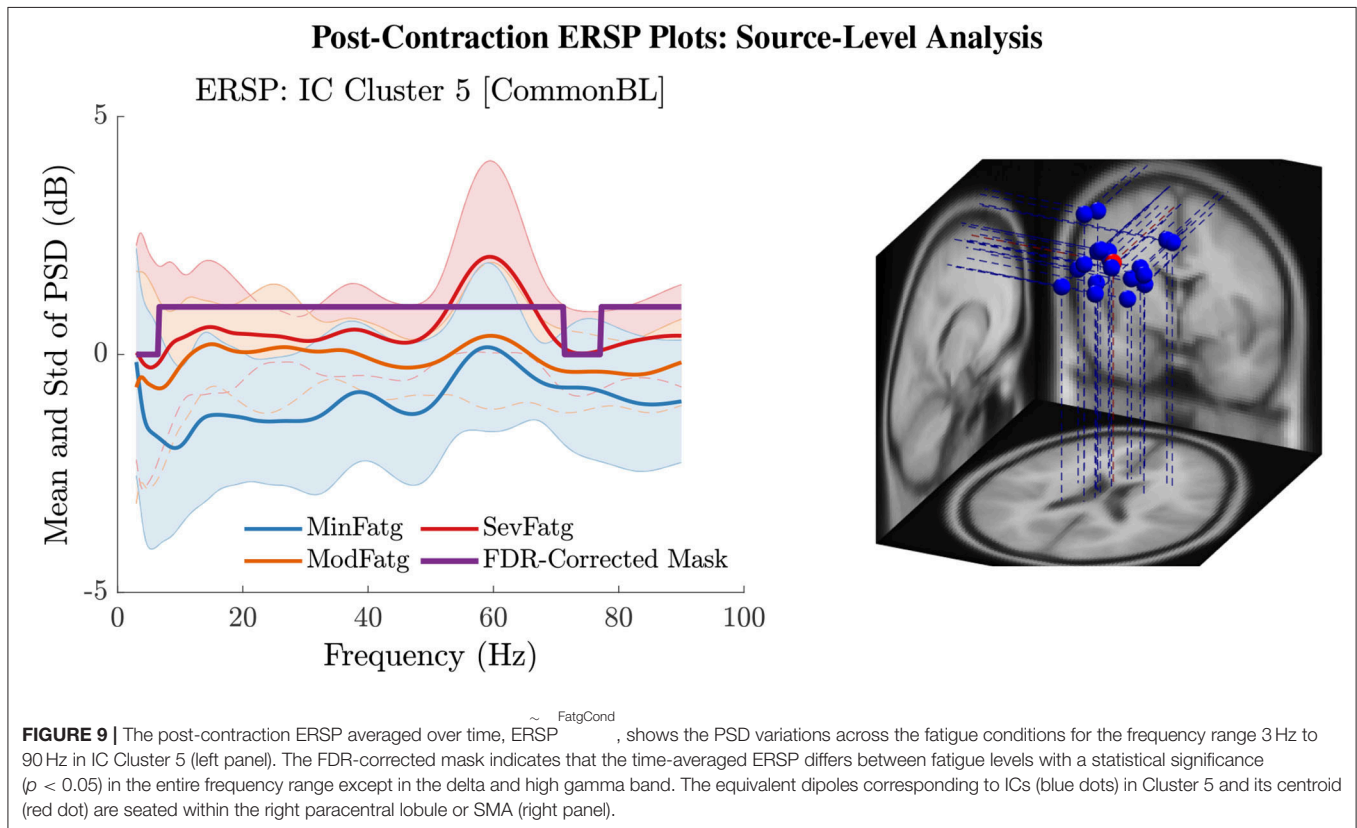 Post-Contraction ERSP Plots: Source-Level Analysis
ERSP: IC Cluster 5 [CommonBL]
Mean and Std of PSD (dB)
5
0
-5
MinFatg
SevFatg
ModFatg
FDR-Corrected Mask
0 20 40 60 80 100
Frequency (Hz)
FIGURE 9 | The post-contraction ERSP averaged over time, ERSP̃^FatgCond, shows the PSD variations across the fatigue conditions for the frequency range 3 Hz to
90 Hz in IC Cluster 5 (left panel). The FDR-corrected mask indicates that the time-averaged ERSP differs between fatigue levels with a statistical significance
(p < 0.05) in the entire frequency range except in the delta and high gamma band. The equivalent dipoles corresponding to ICs (blue dots) in Cluster 5 and its centroid
(red dot) are seated within the right paracentral lobule or SMA (right panel).